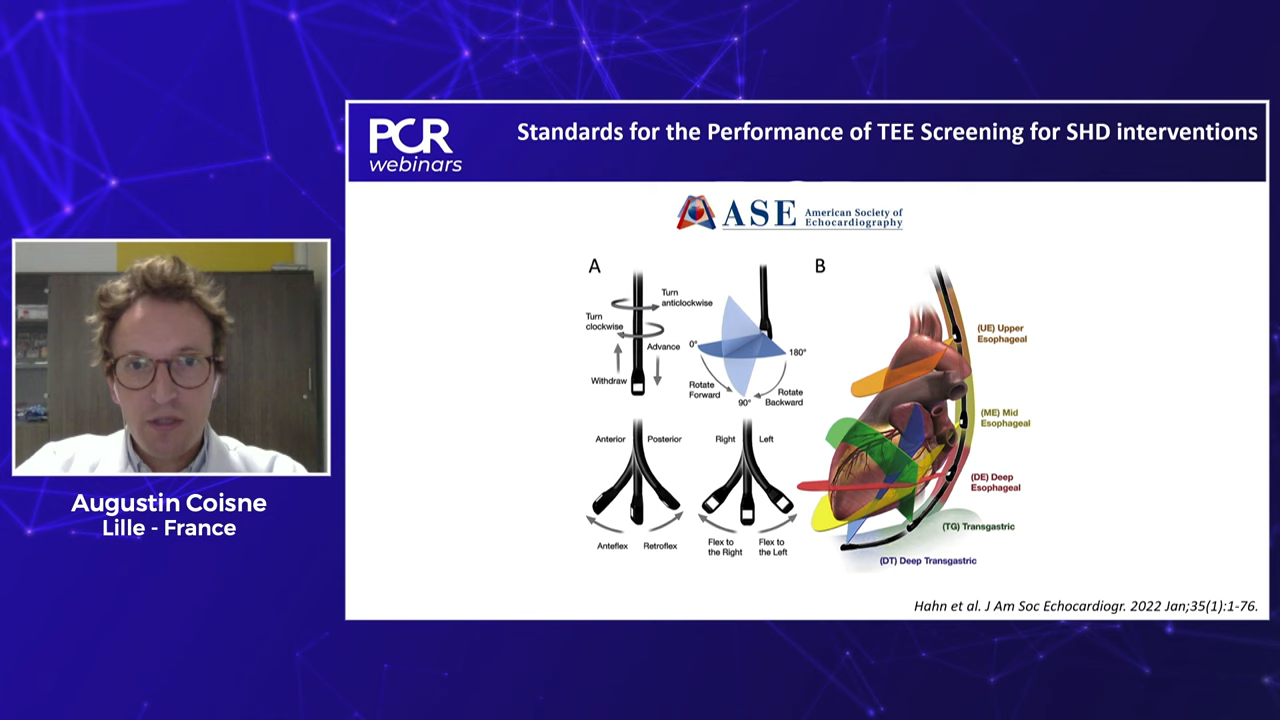 PCR
webinars
Standards for the Performance of TEE Screening for SHD interventions
ASE
American Society of
Echocardiography
A
Turn
anticlockwise
Turn
clockwise
Advance
Withdraw
0°
180°
Rotate
Forward
90°
Rotate
Backward
Anterior
Posterior
Right
Left
Anteflex
Retroflex
Flex to
the Right
Flex to
the Left
B
(UE) Upper
Esophageal
(ME) Mid
Esophageal
(DE) Deep
Esophageal
(TG) Transgastric
(DT) Deep Transgastric
Hahn et al. J Am Soc Echocardiogr. 2022 Jan;35(1):1-76.
Augustin Coisne
Lille - France